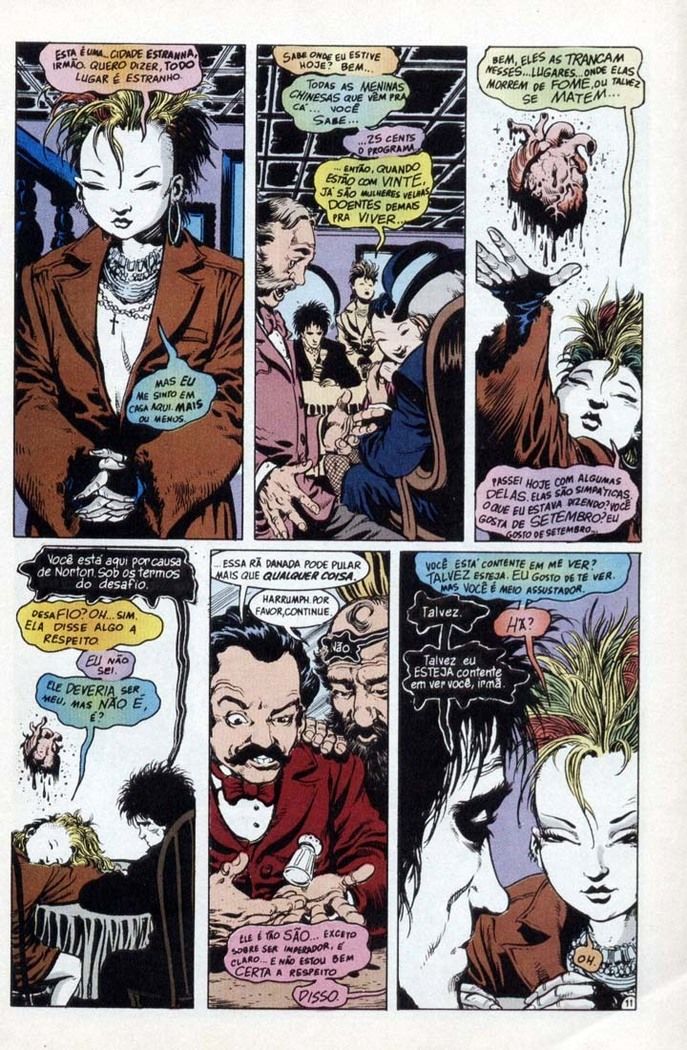 ESTA É UMA... CIDADE ESTRANHA,
IRMÃO. QUERO DIZER, TODO
LUGAR É ESTRANHO.
MAS EU
ME SINTO EM
CASA AQUI. MAIS
OU MENOS.
SABE ONDE EU ESTIVE
HOJE? BEM...
TODAS AS MENINAS
CHINESAS QUE VÊM PRA
CÁ... VOCÊ
SABE...
...25 CENTS
O PROGRAMA.
...ENTÃO, QUANDO
ESTÃO COM VINTE,
JÁ SÃO MULHERES VELHAS
DOENTES DEMAIS
PRA VIVER...
BEM, ELES AS TRANCAM
NESSES...LUGARES...ONDE ELAS
MORREM DE FOME, OU TALVEZ
SE MATEM...
PASSEI HOJE COM ALGUMAS
DELAS. ELAS SÃO SIMPÁTICAS.
O QUE EU ESTAVA DIZENDO? VOCÊ
GOSTA DE SETEMBRO? EU
GOSTO DE SETEMBRO...
Você está aqui por causa
de Norton. Sob os termos
do desafio.
DESAFIO? OH... SIM.
ELA DISSE ALGO A
RESPEITO.
EU NÃO
SEI.
ELE DEVERIA SER
MEU, MAS NÃO É,
É?
...ESSA RÃ DANADA PODE PULAR
MAIS QUE QUALQUER COISA.
HARRUMPH. POR
FAVOR, CONTINUE.
Não
ELE É TÃO SÃO... EXCETO
SOBRE SER IMPERADOR, É
CLARO... E NÃO ESTOU BEM
CERTA A RESPEITO
DISSO.
VOCÊ ESTÁ CONTENTE EM ME VER?
TALVEZ ESTEJA. EU GOSTO DE TE VER.
MAS VOCÊ É MEIO ASSUSTADOR.
Talvez.
HÃ?
Talvez eu
ESTEJA contente
em ver você, irmã.
OH.
11